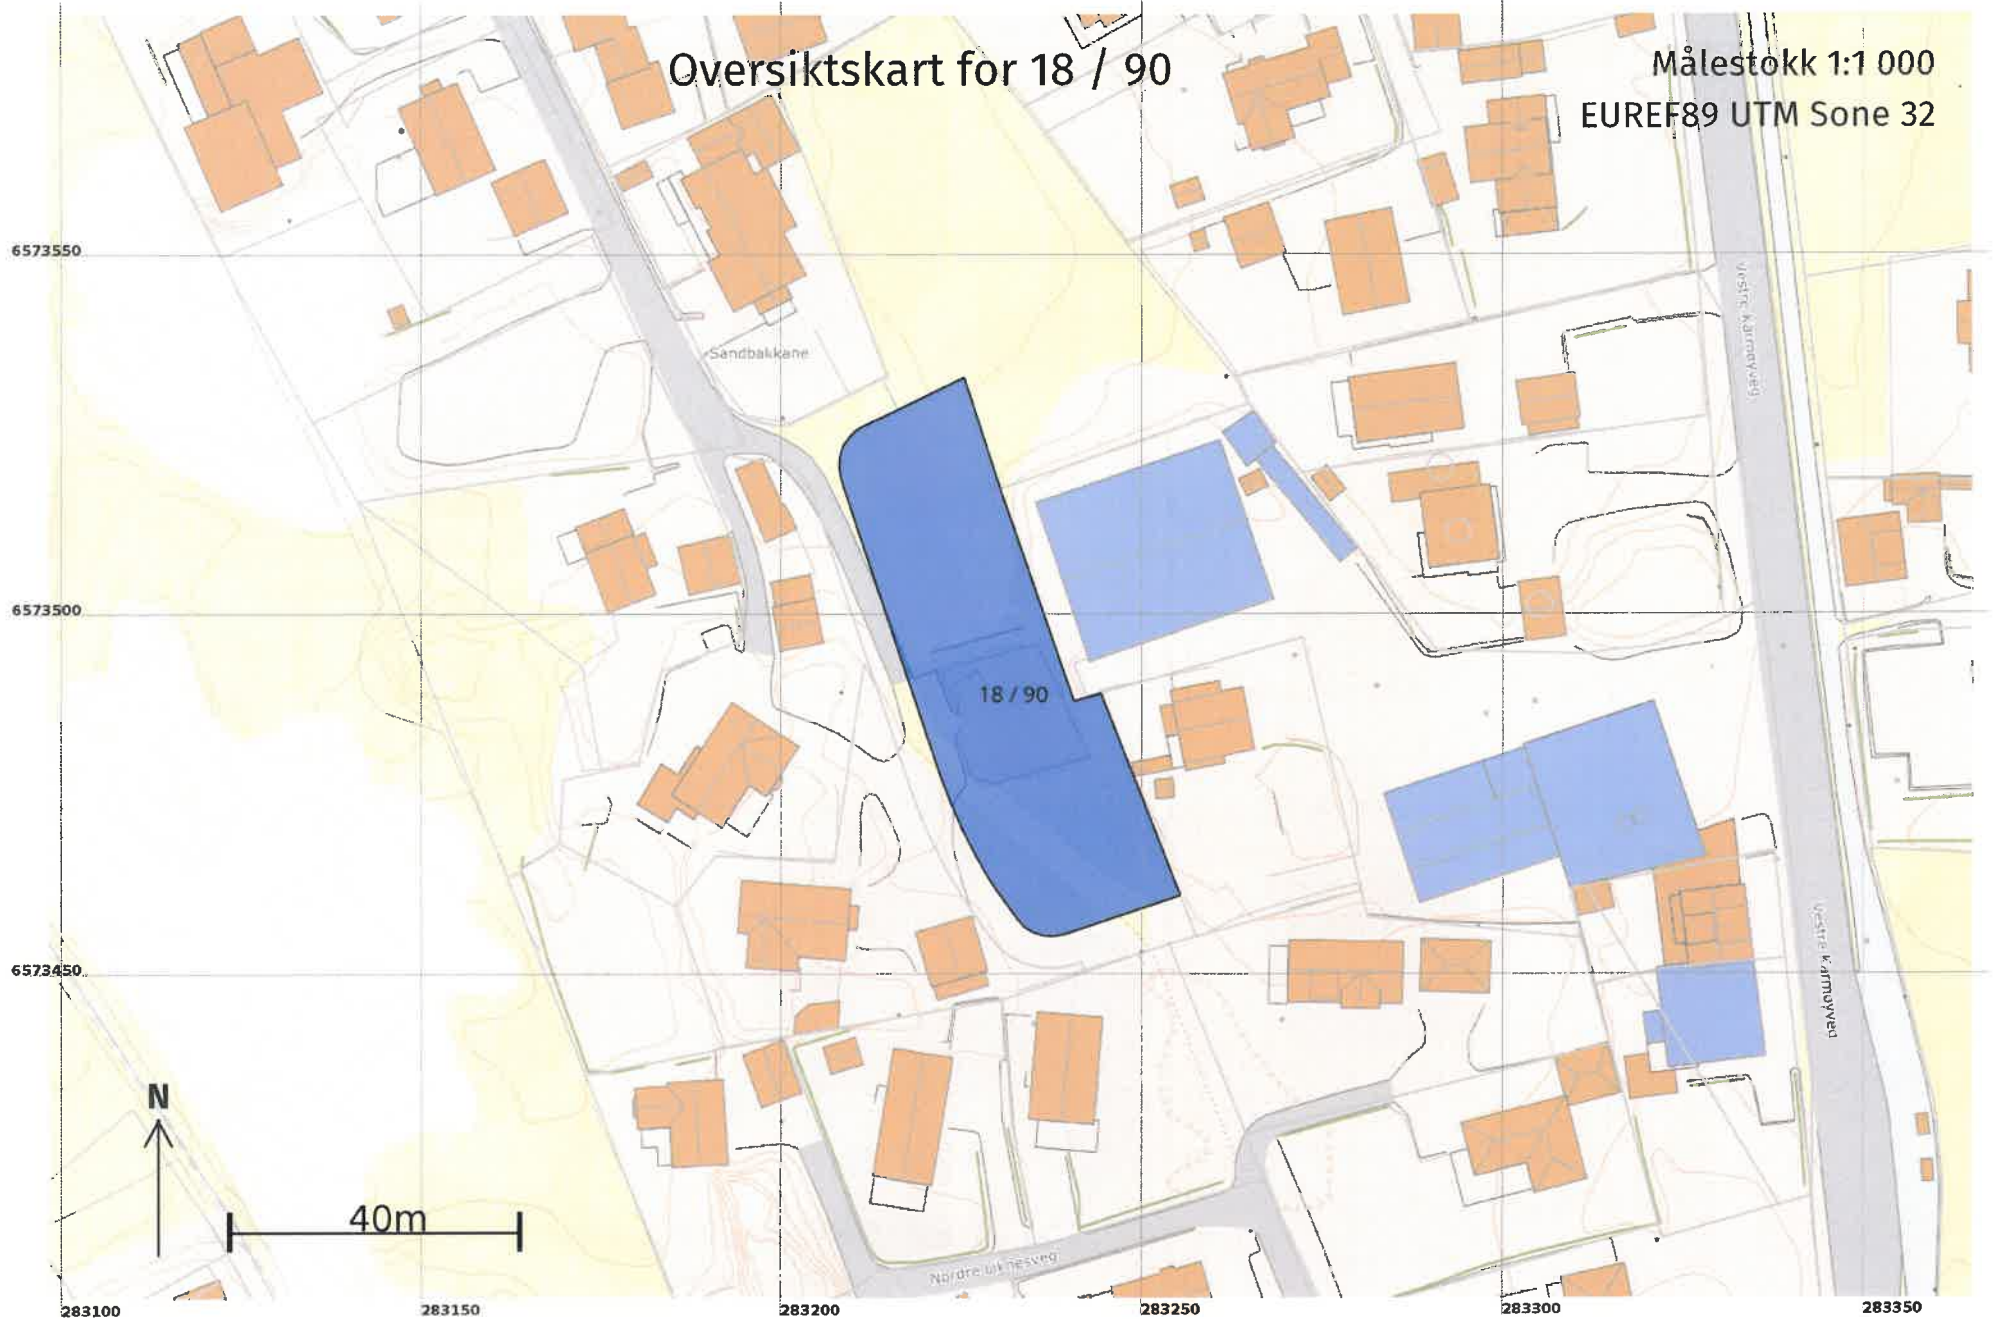 Oversiktskart for 18 / 90
Målestokk 1:1 000
EUREF89 UTM Sone 32
6573550
Vestre Karmøyveg
Sandbakkane
6573500
18 / 90
Vestre Karmøyveg
6573450
N
40m
Nordre
283100
283150
283200
283250
283300
283350